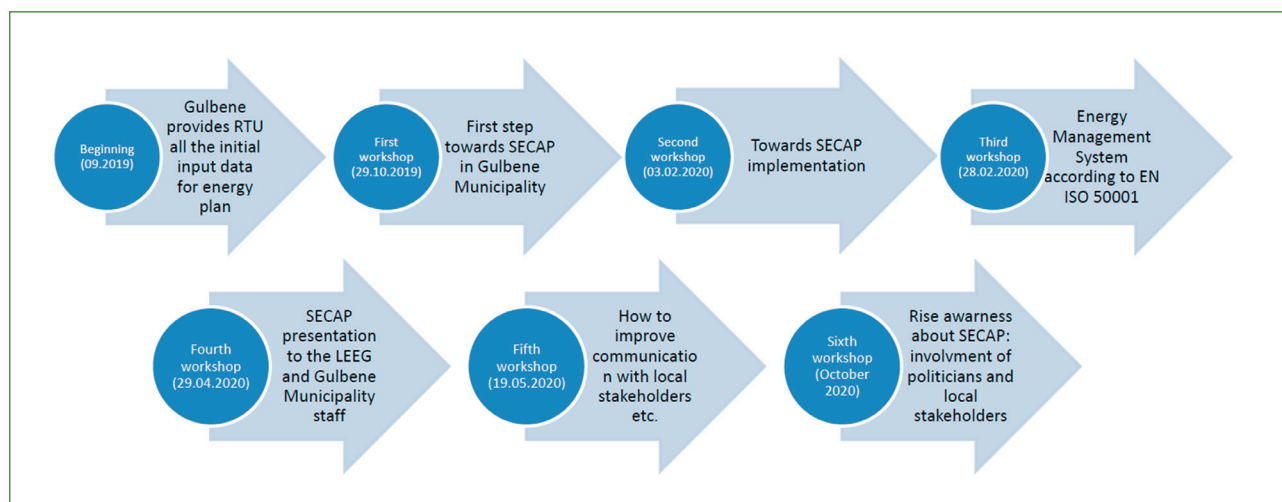 Beginning
(09.2019)
Gulbene
provides RTU
all the initial
input data
for energy
plan
First
workshop
(29.10.2019)
First step
towards SECAP
in Gulbene
Municipality
Second
workshop
(03.02.2020)
Towards SECAP
implementation
Third
workshop
(28.02.2020)
Energy
Management
System
according to EN
ISO 50001
Fourth
workshop
(29.04.2020)
SECAP
presentation
to the LEEG
and Gulbene
Municipality
staff
Fifth
workshop
(19.05.2020)
How to
improve
communicatio
n with local
stakeholders
etc.
Sixth
workshop
(October
2020)
Rise awarness
about SECAP:
involvment of
politicians and
local
stakeholders